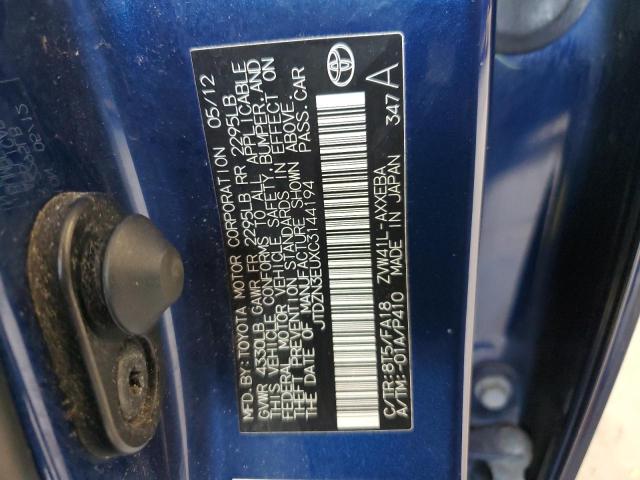 MFD.BY:TOYOTA MOTOR CORPORATION 05/12
GVWR 4330LB GAWR FR 2295LB RR 2295LB
THIS VEHICLE CONFORMS TO ALL APPLICABLE
FEDERAL MOTOR VEHICLE SAFETY, BUMPER, AND
THEFT PREVENTION STANDARDS IN EFFECT ON
THE DATE OF MANUFACTURE SHOWN ABOVE.
JTDZN3EUXC3144194 PASS.CAR
C/TR:8T5/FA18 ZVW41L-AXXEBA
A/TM:-01A/P410 MADE IN JAPAN 347 A